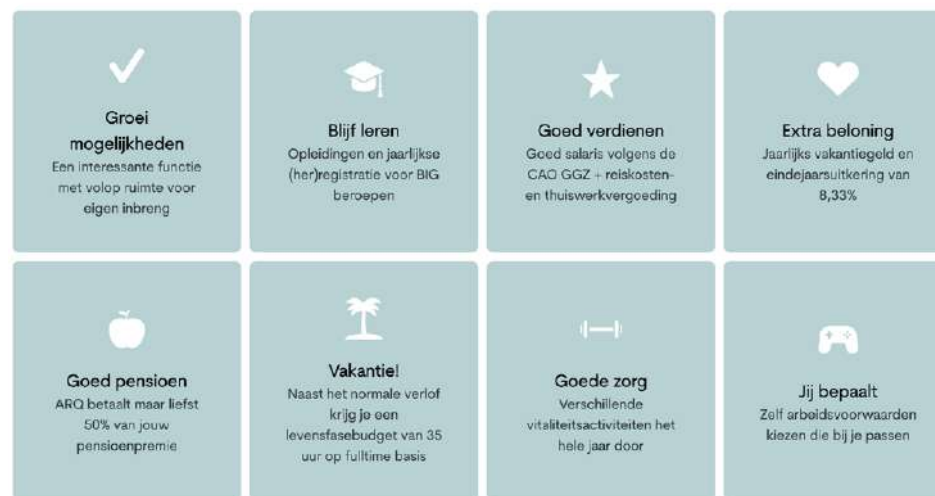 Groei
mogelijkheden
Een interessante functie
met volop ruimte voor
eigen inbreng
Blijf leren
Opleidingen en jaarlijkse
(her)registratie voor BIG
beroepen
Goed verdienen
Goed salaris volgens de
CAO GGZ + reiskosten-
en thuiswerkvergoeding
Extra beloning
Jaarlijks vakantiegeld en
eindejaarsuitkering van
8,33%
Goed pensioen
ARQ betaalt maar liefst
50% van jouw
pensioenpremie
Vakantie!
Naast het normale verlof
krijg je een
levensfasebudget van 35
uur op fulltime basis
Goede zorg
Verschillende
vitaliteitsactiviteiten het
hele jaar door
Jij bepaalt
Zelf arbeidsvoorwaarden
kiezen die bij je passen